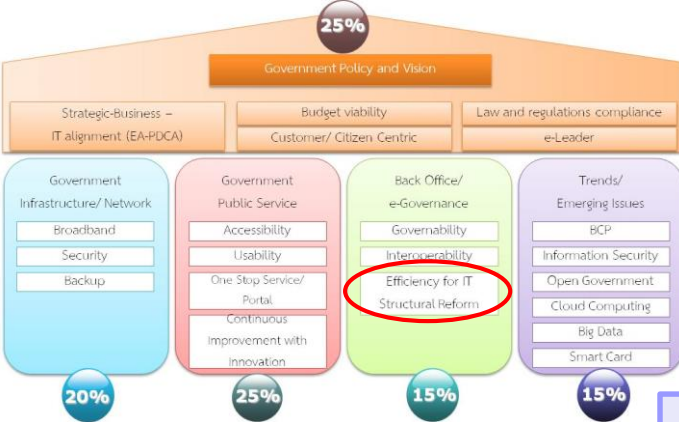 25%
Government Policy and Vision
Strategic-Business –
IT alignment (EA-PDCA)
Budget viability
Customer/ Citizen Centric
Law and regulations compliance
e-Leader
Government
Infrastructure/ Network
Broadband
Security
Backup
20%
Government
Public Service
Accessibility
Usability
One Stop Service/
Portal
Continuous
Improvement with
Innovation
25%
Back Office/
e-Governance
Governability
Interoperability
Efficiency for IT
Structural Reform
15%
Trends/
Emerging Issues
BCP
Information Security
Open Government
Cloud Computing
Big Data
Smart Card
15%